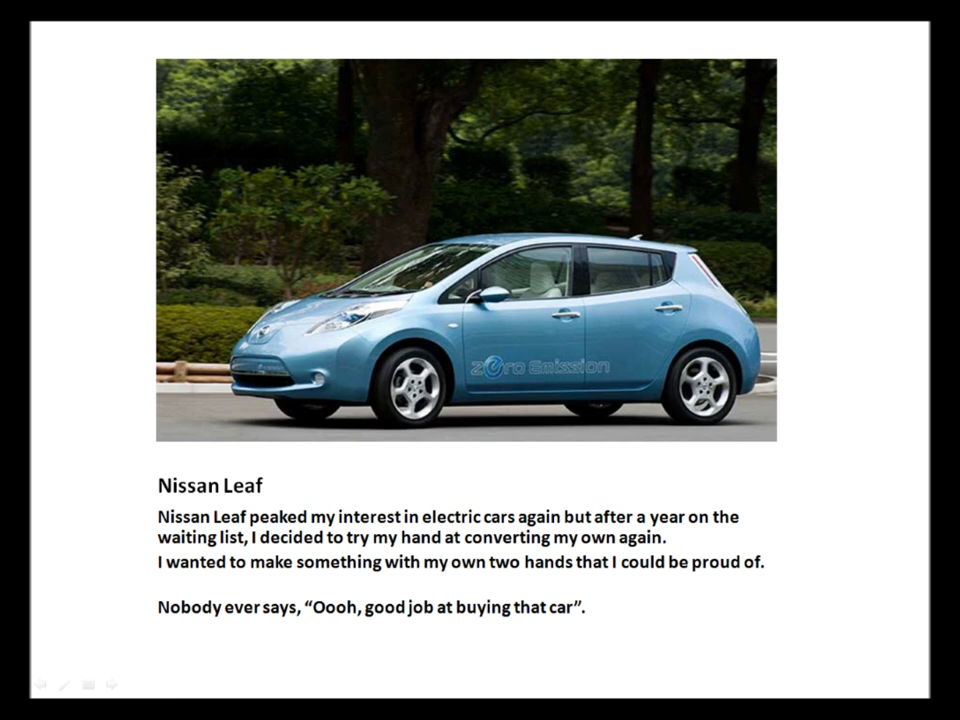 Zero Emission
Nissan Leaf
Nissan Leaf peaked my interest in electric cars again but after a year on the
waiting list, I decided to try my hand at converting my own again.
I wanted to make something with my own two hands that I could be proud of.
Nobody ever says, “Oooh, good job at buying that car”.